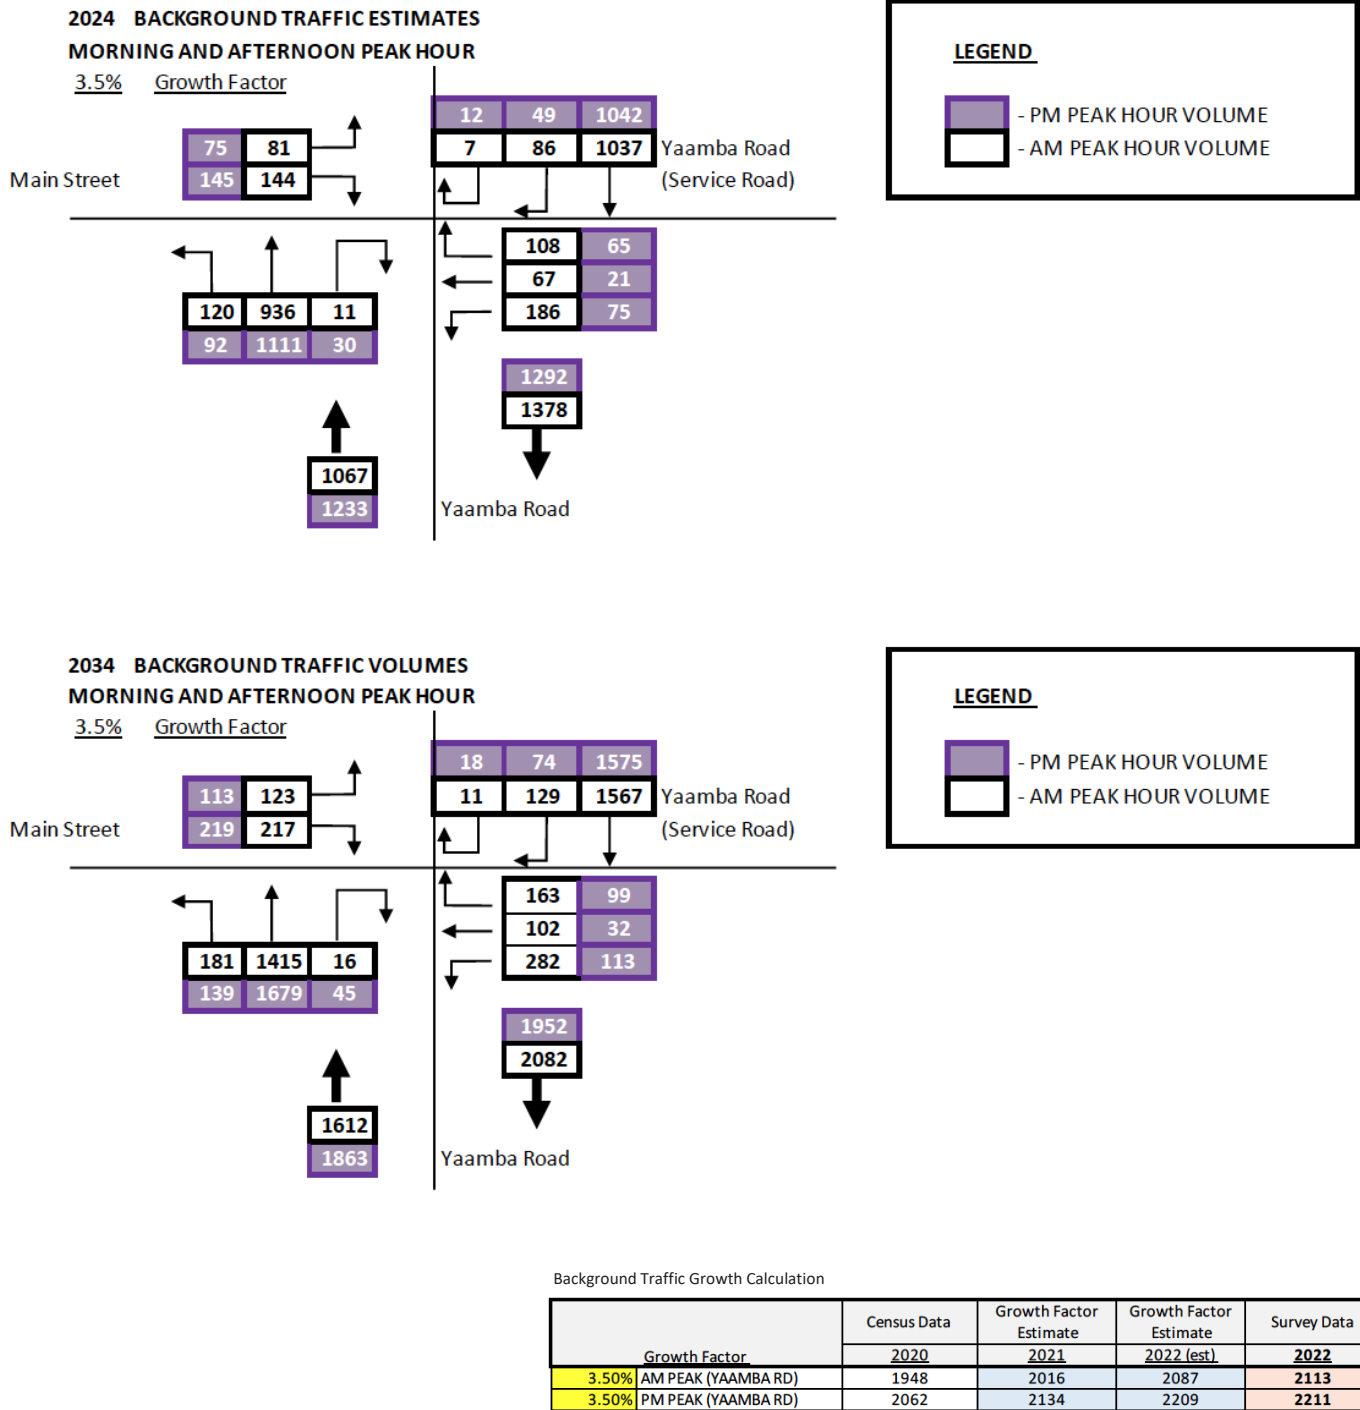 2024 BACKGROUND TRAFFIC ESTIMATES
MORNING AND AFTERNOON PEAK HOUR
3.5% Growth Factor
LEGEND
- PM PEAK HOUR VOLUME
- AM PEAK HOUR VOLUME
12 49 1042
75 81
7 86 1037 Yaamba Road
Main Street
145 144
(Service Road)
108 65
67 21
186 75
120 936 11
92 1111 30
1292
1378
1067
1233
Yaamba Road
2034 BACKGROUND TRAFFIC VOLUMES
MORNING AND AFTERNOON PEAK HOUR
3.5% Growth Factor
LEGEND
- PM PEAK HOUR VOLUME
- AM PEAK HOUR VOLUME
18 74 1575
113 123
11 129 1567 Yaamba Road
Main Street
219 217
(Service Road)
163 99
102 32
282 113
181 1415 16
139 1679 45
1952
2082
1612
1863
Yaamba Road
Background Traffic Growth Calculation
Census Data Growth Factor Estimate Growth Factor Estimate Survey Data
Growth Factor 2020 2021 2022 (est) 2022
3.50% AM PEAK (YAAMBA RD) 1948 2016 2087 2113
3.50% PM PEAK (YAAMBA RD) 2062 2134 2209 2211